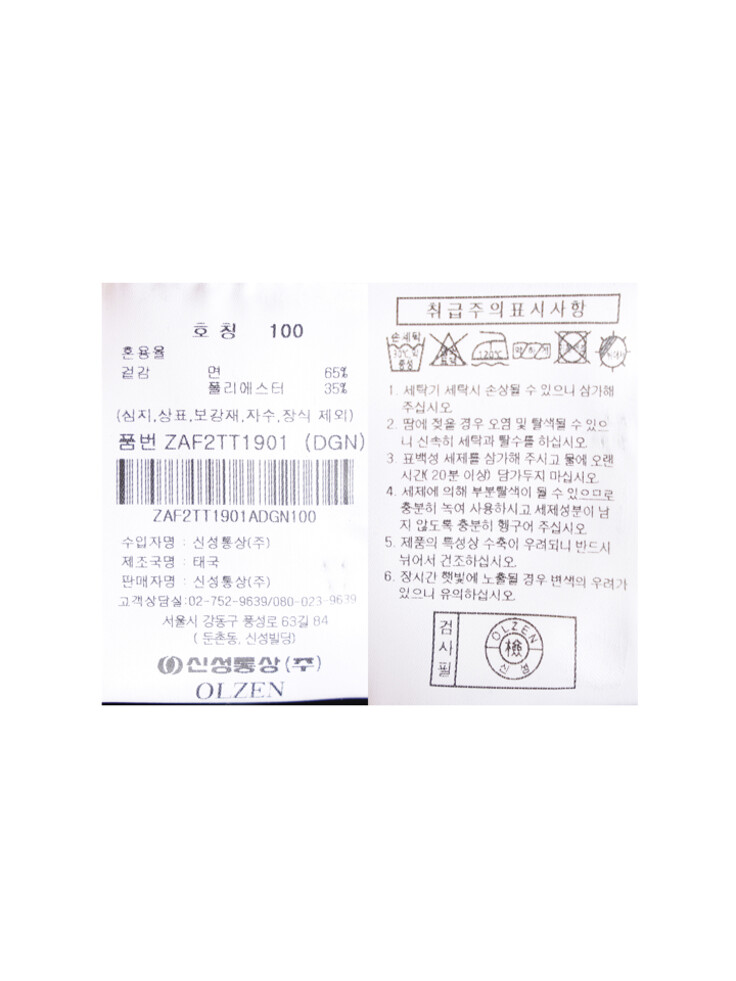 호 칭 100
혼용율
겉감 면 65%
폴리에스터 35%
(심지,상표,보강재,자수,장식 제외)
품번 ZAF2TT1901 (DGN)
ZAF2TT1901ADGN100
수입자명 : 신성통상(주)
제조국명 : 태국
판매자명 : 신성통상(주)
고객상담실:02-752-9639/080-023-9639
서울시 강동구 풍성로 63길 84
( 둔촌동, 신성빌딩)
신성통상(주)
OLZEN
취급주의표시사항
손세탁
30℃
중성
120℃
약하게
1. 세탁기 세탁시 손상될 수 있으니 삼가해
주십시오.
2. 땀에 젖을 경우 오염 및 탈색될 수 있으
니 신속히 세탁과 탈수를 하십시오.
3. 표백성 세제를 삼가해 주시고 물에 오랜
시간(20분 이상) 담가두지 마십시오.
4. 세제에 의해 부분탈색이 될 수 있으므로
충분히 녹여 사용하시고 세제성분이 남
지 않도록 충분히 헹구어 주십시오.
5. 제품의 특성상 수축이 우려되니 반드시
뉘어서 건조하십시오.
6. 장시간 햇빛에 노출될 경우 변색의 우려가
있으니 유의하십시오.
검사필
OLZEN
檢
신성